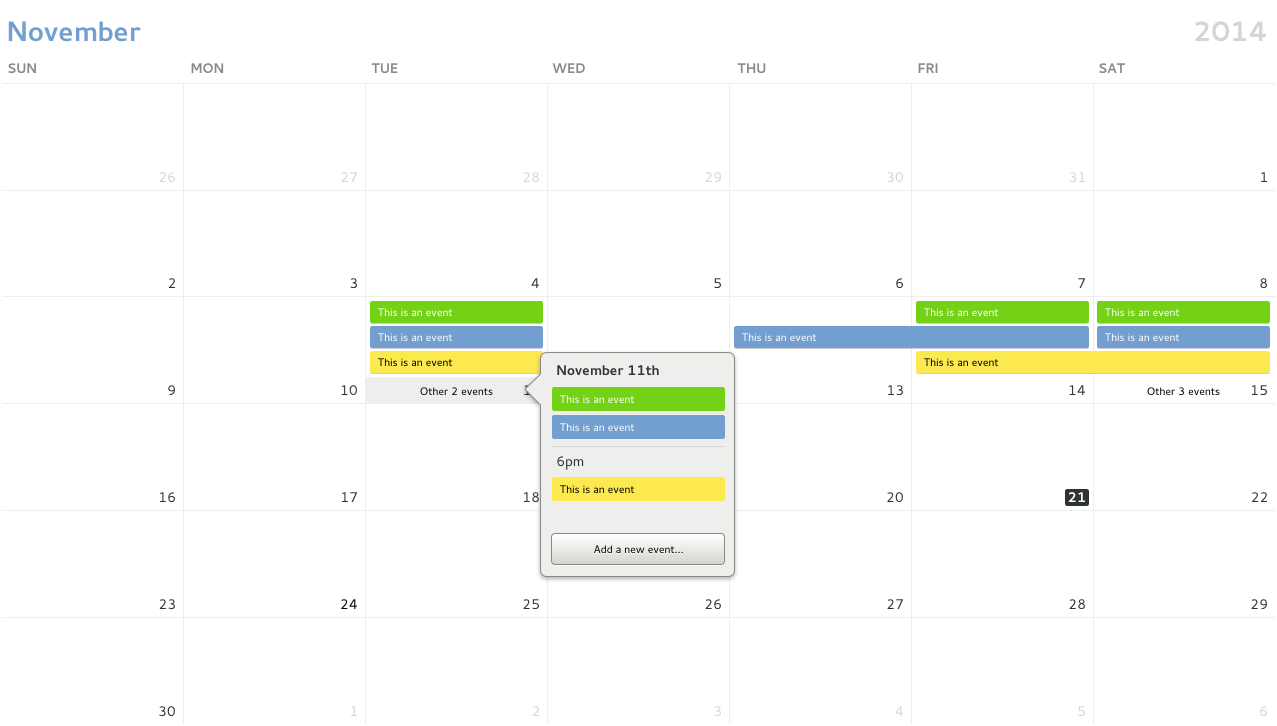 November 2014
SUN MON TUE WED THU FRI SAT
26 27 28 29 30 31 1
2 3 4 5 6 7 8
This is an event This is an event This is an event
This is an event This is an event This is an event
This is an event This is an event
9 10 Other 2 events 13 14 Other 3 events 15
November 11th
This is an event
This is an event
6pm
This is an event
Add a new event...
16 17 18 20 21 22
23 24 25 26 27 28 29
30 1 2 3 4 5 6